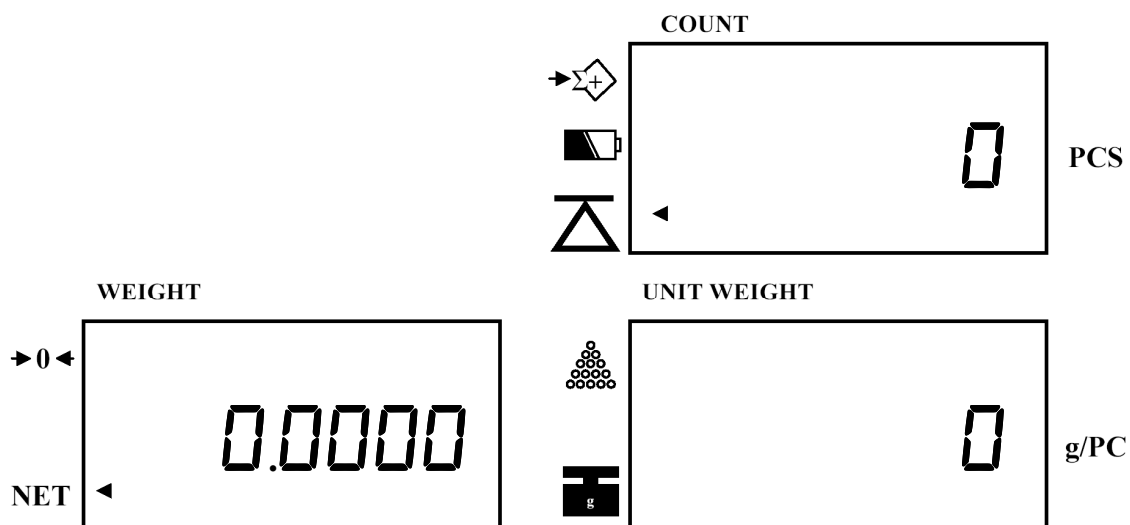 COUNT
Σ+
0
PCS
WEIGHT
UNIT WEIGHT
0
0.0000
0
g/PC
NET
g